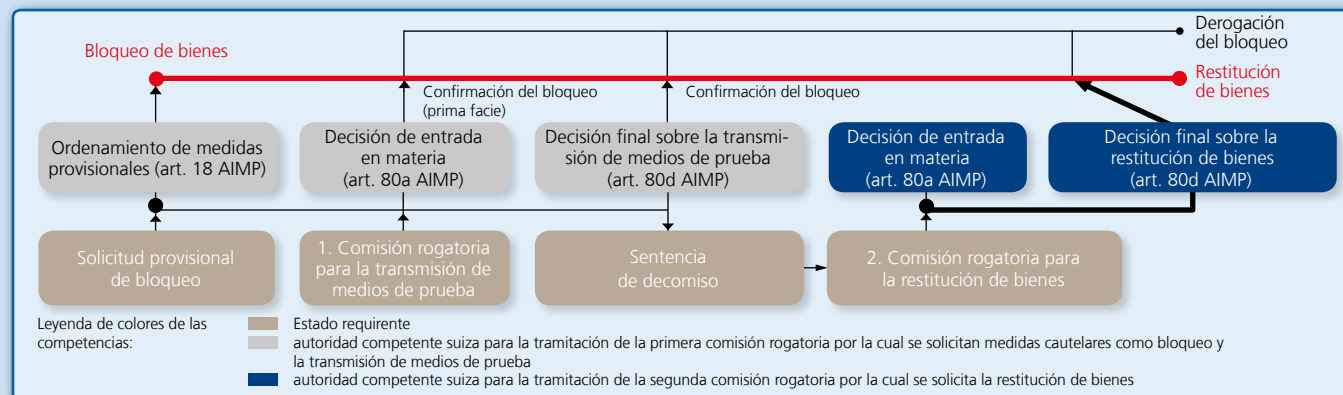 Derogación
del bloqueo
Bloqueo de bienes
Restitución
de bienes
Confirmación del bloqueo
(prima facie)
Confirmación del bloqueo
Ordenamiento de medidas
provisionales (art. 18 AIMP)
Decisión de entrada
en materia
(art. 80a AIMP)
Decisión final sobre la transmi-
sión de medios de prueba
(art. 80d AIMP)
Decisión de entrada
en materia
(art. 80a AIMP)
Decisión final sobre la
restitución de bienes
(art. 80d AIMP)
Solicitud provisional
de bloqueo
1. Comisión rogatoria
para la transmisión de
medios de prueba
Sentencia
de decomiso
2. Comisión rogatoria para
la restitución de bienes
Leyenda de colores de las
competencias:
Estado requirente
autoridad competente suiza para la tramitación de la primera comisión rogatoria por la cual se solicitan medidas cautelares como bloqueo y
la transmisión de medios de prueba
autoridad competente suiza para la tramitación de la segunda comisión rogatoria por la cual se solicita la restitución de bienes